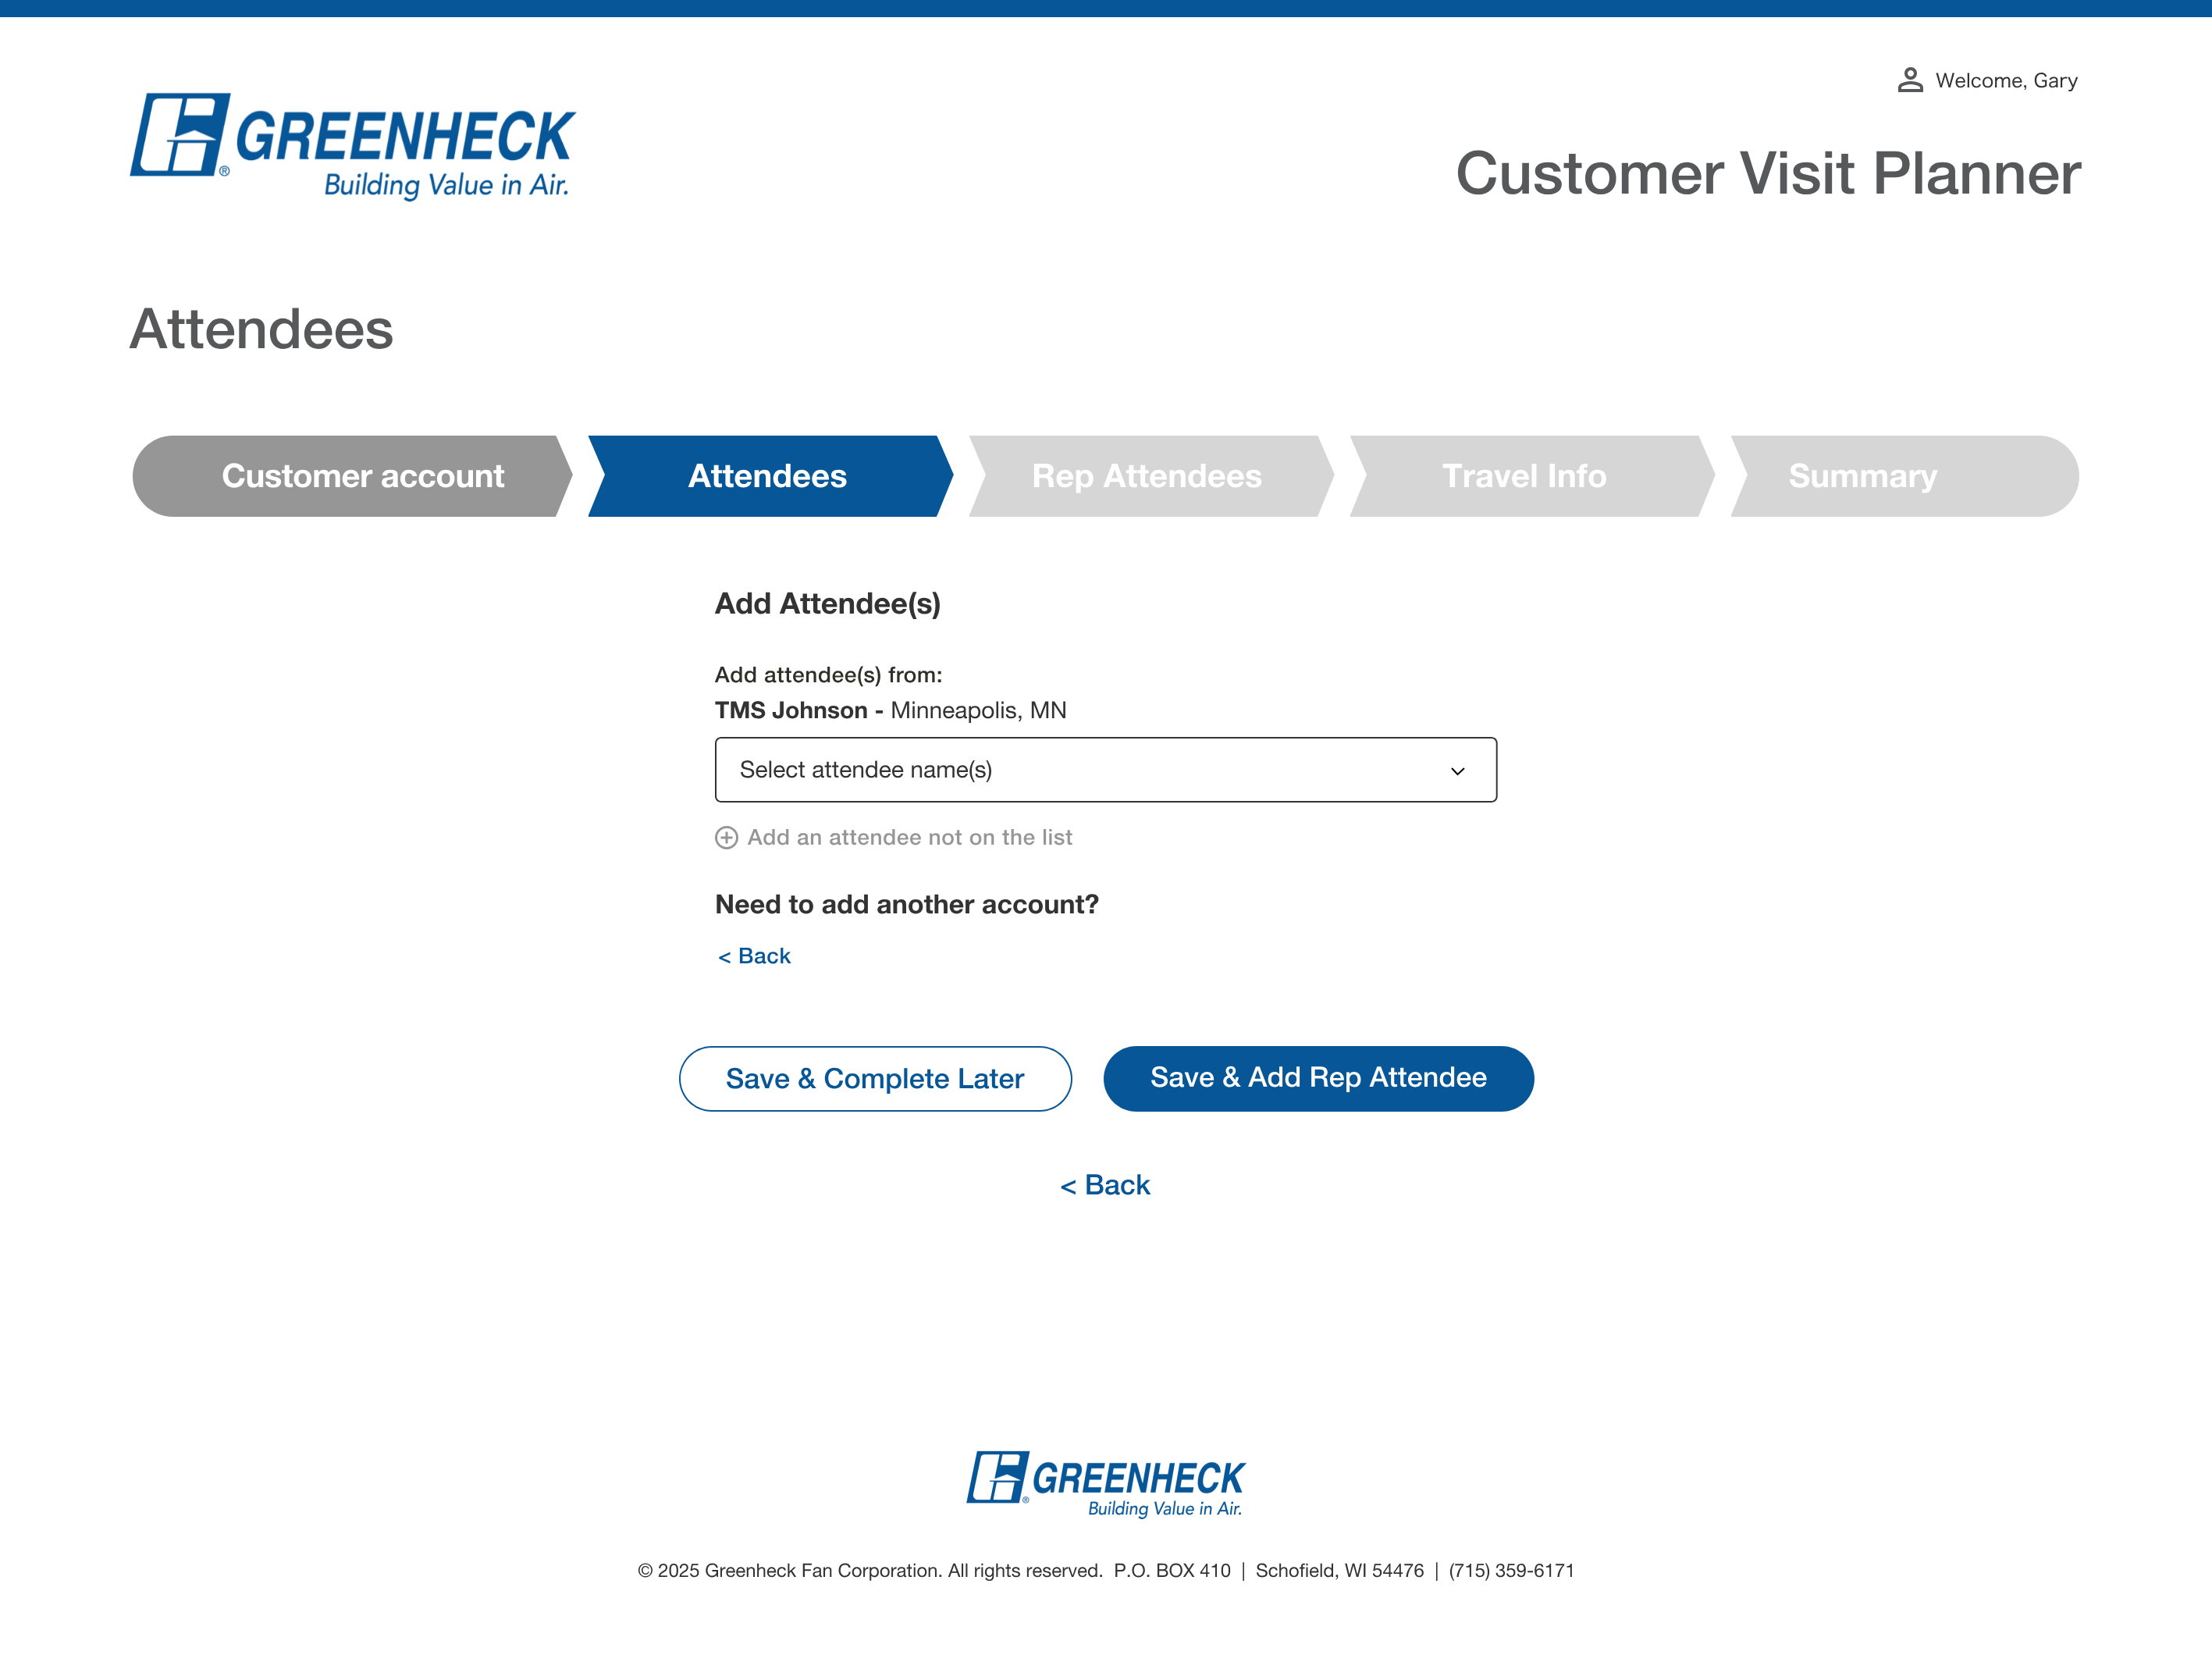 Welcome, Gary
GREENHECK®
Building Value in Air.
Customer Visit Planner
Attendees
Customer account
Attendees
Rep Attendees
Travel Info
Summary
Add Attendee(s)
Add attendee(s) from:
TMS Johnson - Minneapolis, MN
Select attendee name(s)
Add an attendee not on the list
Need to add another account?
< Back
Save & Complete Later
Save & Add Rep Attendee
< Back
GREENHECK®
Building Value in Air.
© 2025 Greenheck Fan Corporation. All rights reserved.  P.O. BOX 410 | Schofield, WI 54476 | (715) 359-6171